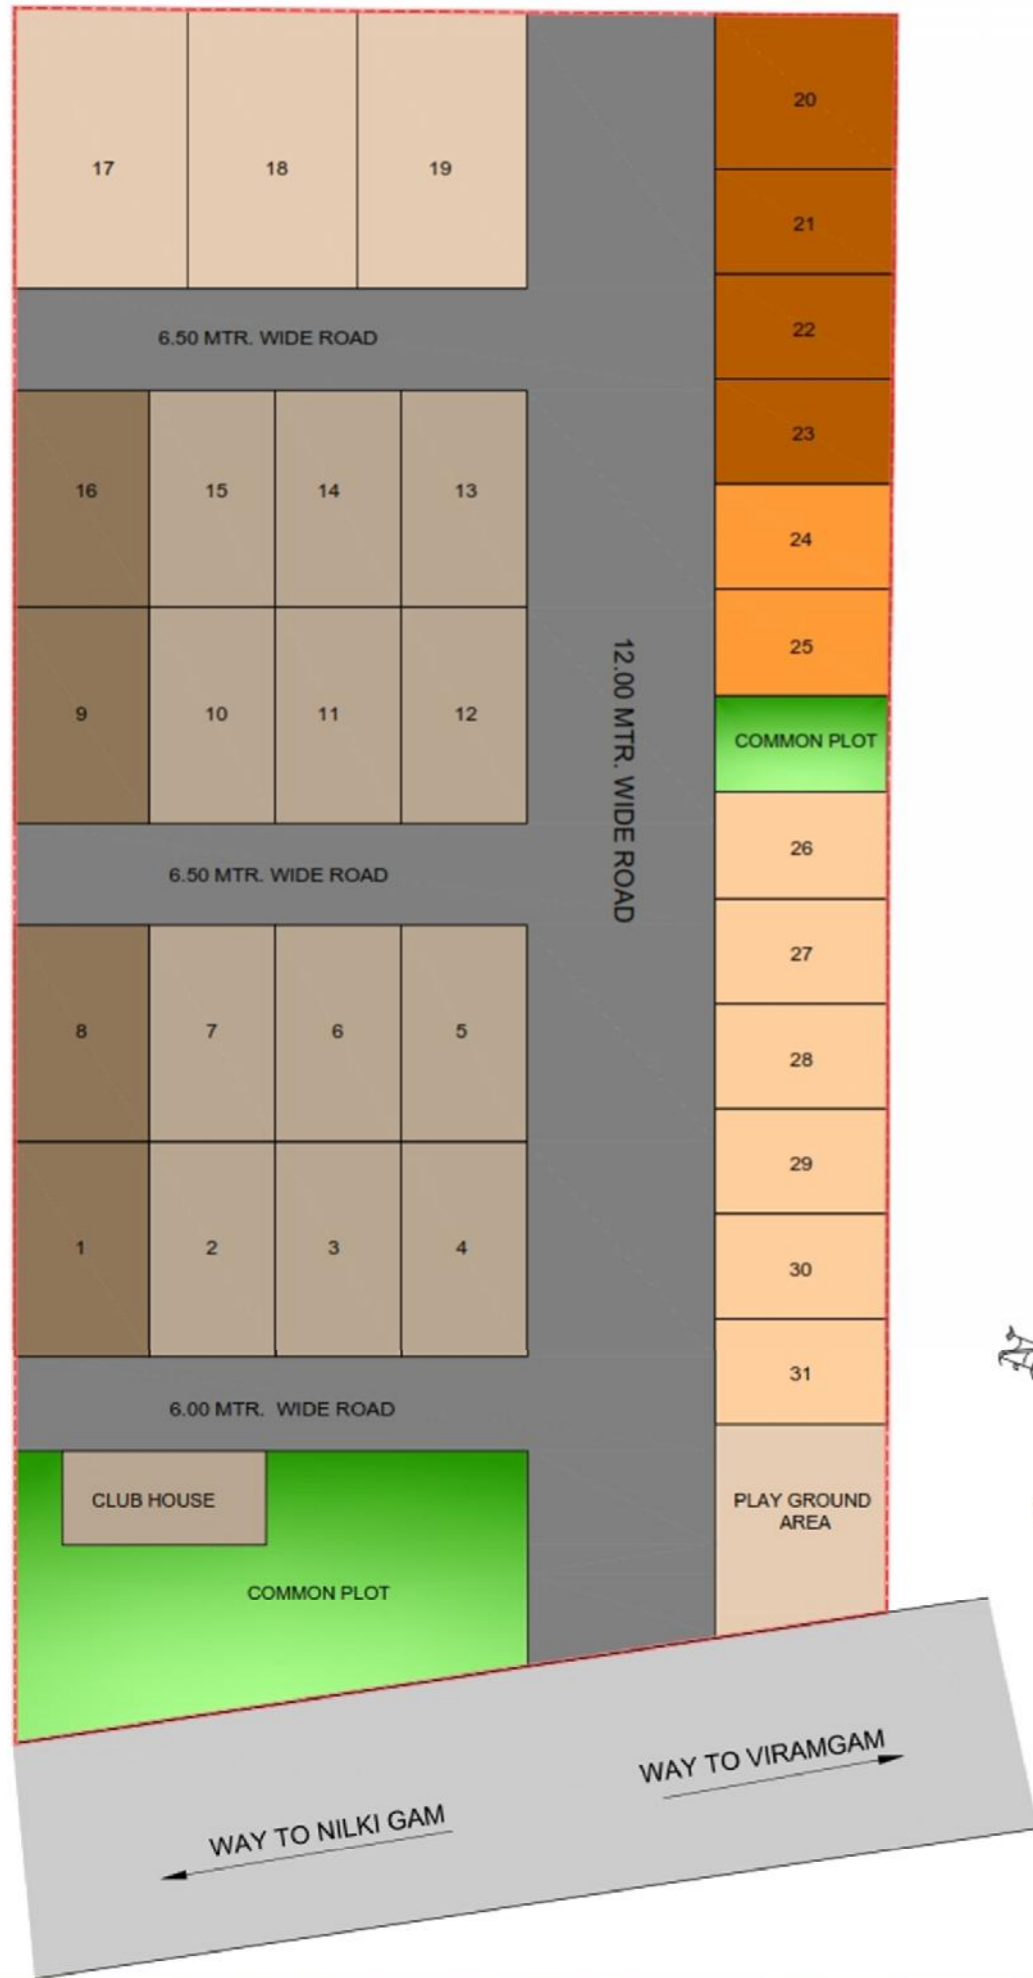 20
17
18
19
21
22
6.50 MTR. WIDE ROAD
23
16
15
14
13
24
25
9
10
11
12
12.00 MTR. WIDE ROAD
COMMON PLOT
26
6.50 MTR. WIDE ROAD
27
8
7
6
5
28
29
1
2
3
4
30
31
6.00 MTR. WIDE ROAD
CLUB HOUSE
PLAY GROUND
AREA
COMMON PLOT
WAY TO VIRAMGAM
WAY TO NILKI GAM